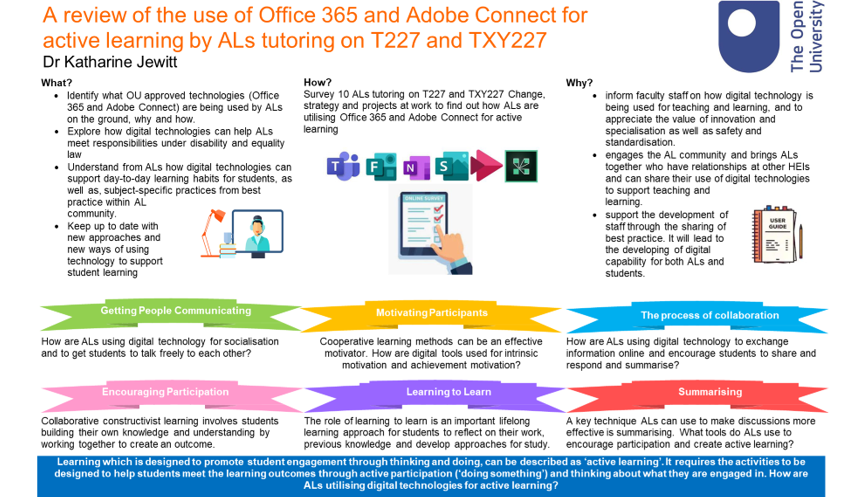 A review of the use of Office 365 and Adobe Connect for
active learning by ALs tutoring on T227 and TXY227
Dr Katharine Jewitt
The Open
University
What?
• Identify what OU approved technologies (Office
365 and Adobe Connect) are being used by ALs
on the ground, why and how.
• Explore how digital technologies can help ALs
meet responsibilities under disability and equality
law
• Understand from ALs how digital technologies can
support day-to-day learning habits for students, as
well as, subject-specific practices from best
practice within AL
community.
• Keep up to date with
new approaches and
new ways of using
technology to support
student learning
How?
Survey 10 ALs tutoring on T227 and TXY227 Change,
strategy and projects at work to find out how ALs are
utilising Office 365 and Adobe Connect for active
learning
T F N S
ONLINE SURVEY
Why?
• inform faculty staff on how digital technology is
being used for teaching and learning, and to
appreciate the value of innovation and
specialisation as well as safety and
standardisation.
• engages the AL community and brings ALs
together who have relationships at other HEIs
and can share their use of digital technologies
to support teaching and
learning.
• support the development of
staff through the sharing of
best practice. It will lead to
the developing of digital
capability for both ALs and
students.
USER
GUIDE
Getting People Communicating
How are ALs using digital technology for socialisation
and to get students to talk freely to each other?
Motivating Participants
Cooperative learning methods can be an effective
motivator. How are digital tools used for intrinsic
motivation and achievement motivation?
The process of collaboration
How are ALs using digital technology to exchange
information online and encourage students to share and
respond and summarise?
Encouraging Participation
Collaborative constructivist learning involves students
building their own knowledge and understanding by
working together to create an outcome.
Learning to Learn
The role of learning to learn is an important lifelong
learning approach for students to reflect on their work,
previous knowledge and develop approaches for study.
Summarising
A key technique ALs can use to make discussions more
effective is summarising. What tools do ALs use to
encourage participation and create active learning?
Learning which is designed to promote student engagement through thinking and doing, can be described as ‘active learning’. It requires the activities to be
designed to help students meet the learning outcomes through active participation (‘doing something’) and thinking about what they are engaged in. How are
ALs utilising digital technologies for active learning?